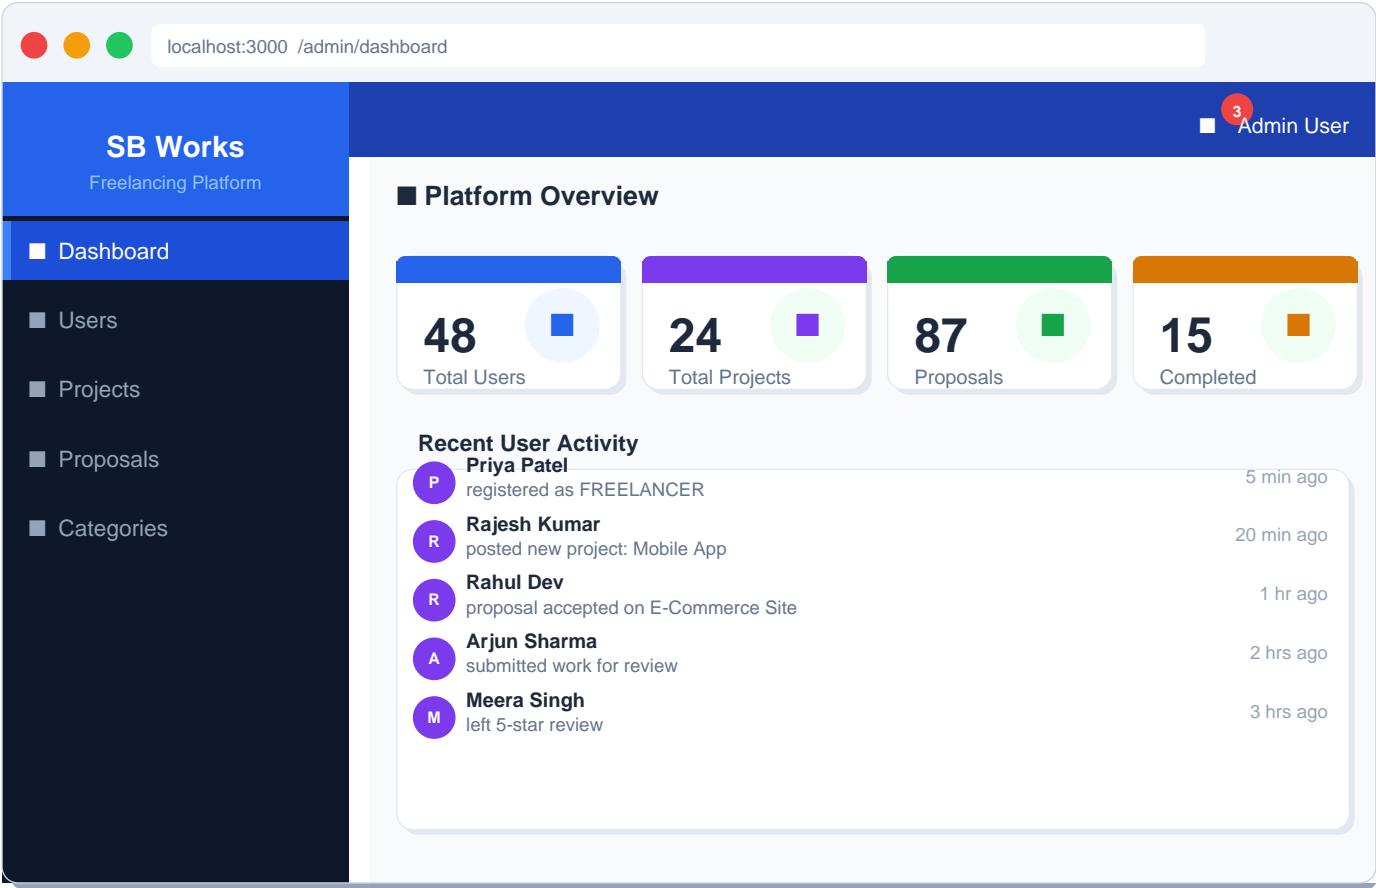 localhost:3000 /admin/dashboard
SB Works
Freelancing Platform
3
Admin User
Dashboard
Users
Projects
Proposals
Categories
Platform Overview
48
Total Users
24
Total Projects
87
Proposals
15
Completed
Recent User Activity
P
Priya Patel
registered as FREELANCER
5 min ago
R
Rajesh Kumar
posted new project: Mobile App
20 min ago
R
Rahul Dev
proposal accepted on E-Commerce Site
1 hr ago
A
Arjun Sharma
submitted work for review
2 hrs ago
M
Meera Singh
left 5-star review
3 hrs ago